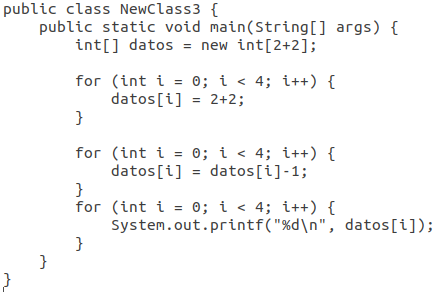 public class NewClass3 {
    public static void main(String[] args) {
        int[] datos = new int[2+2];

        for (int i = 0; i < 4; i++) {
            datos[i] = 2+2;
        }

        for (int i = 0; i < 4; i++) {
            datos[i] = datos[i]-1;
        }
        for (int i = 0; i < 4; i++) {
            System.out.printf("%d\n", datos[i]);
        }
    }
}